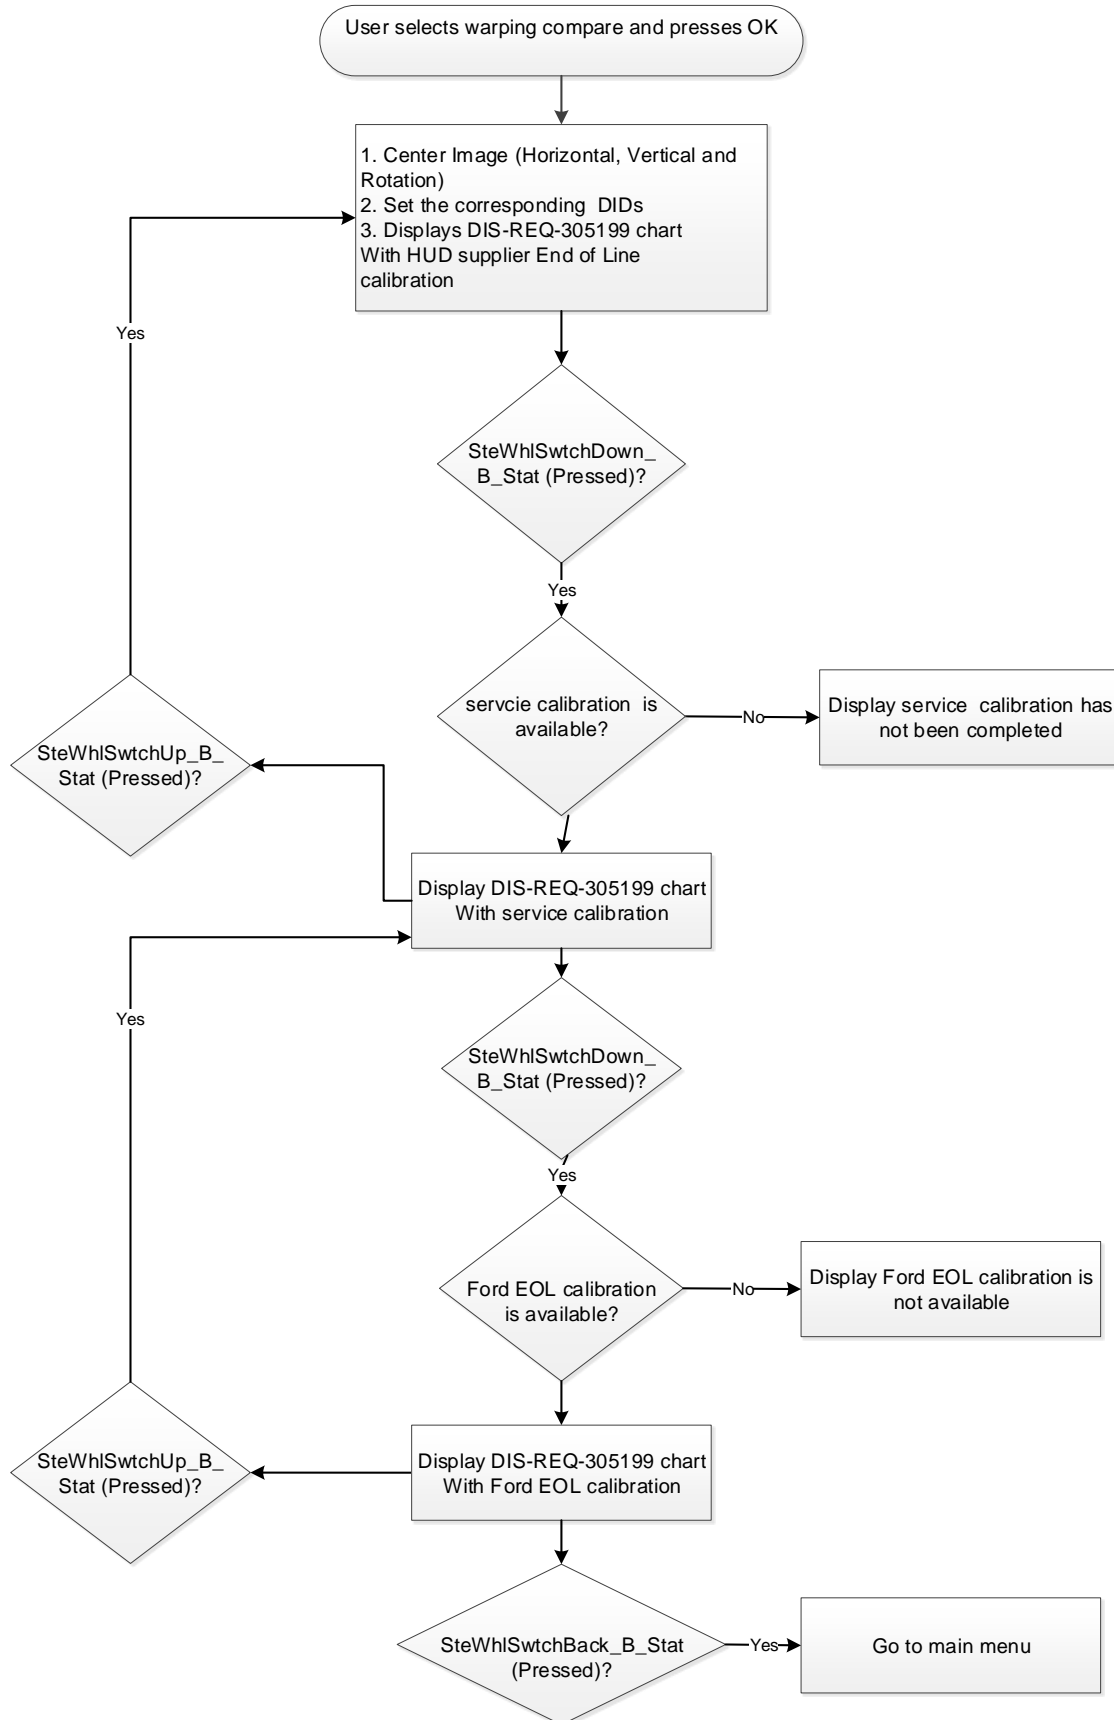 User selects warping compare and presses OK
1. Center Image (Horizontal, Vertical and
Rotation)
2. Set the corresponding  DIDs
3. Displays DIS-REQ-305199 chart
With HUD supplier End of Line
calibration
Yes
SteWhlSwtchDown_
B_Stat (Pressed)?
Yes
servcie calibration  is
available?
No
Display service  calibration has
not been completed
SteWhlSwtchUp_B_
Stat (Pressed)?
Display DIS-REQ-305199 chart
With service calibration
Yes
SteWhlSwtchDown_
B_Stat (Pressed)?
Yes
Ford EOL calibration
is available?
No
Display Ford EOL calibration is
not available
SteWhlSwtchUp_B_
Stat (Pressed)?
Display DIS-REQ-305199 chart
With Ford EOL calibration
SteWhlSwtchBack_B_Stat
(Pressed)?
Yes
Go to main menu